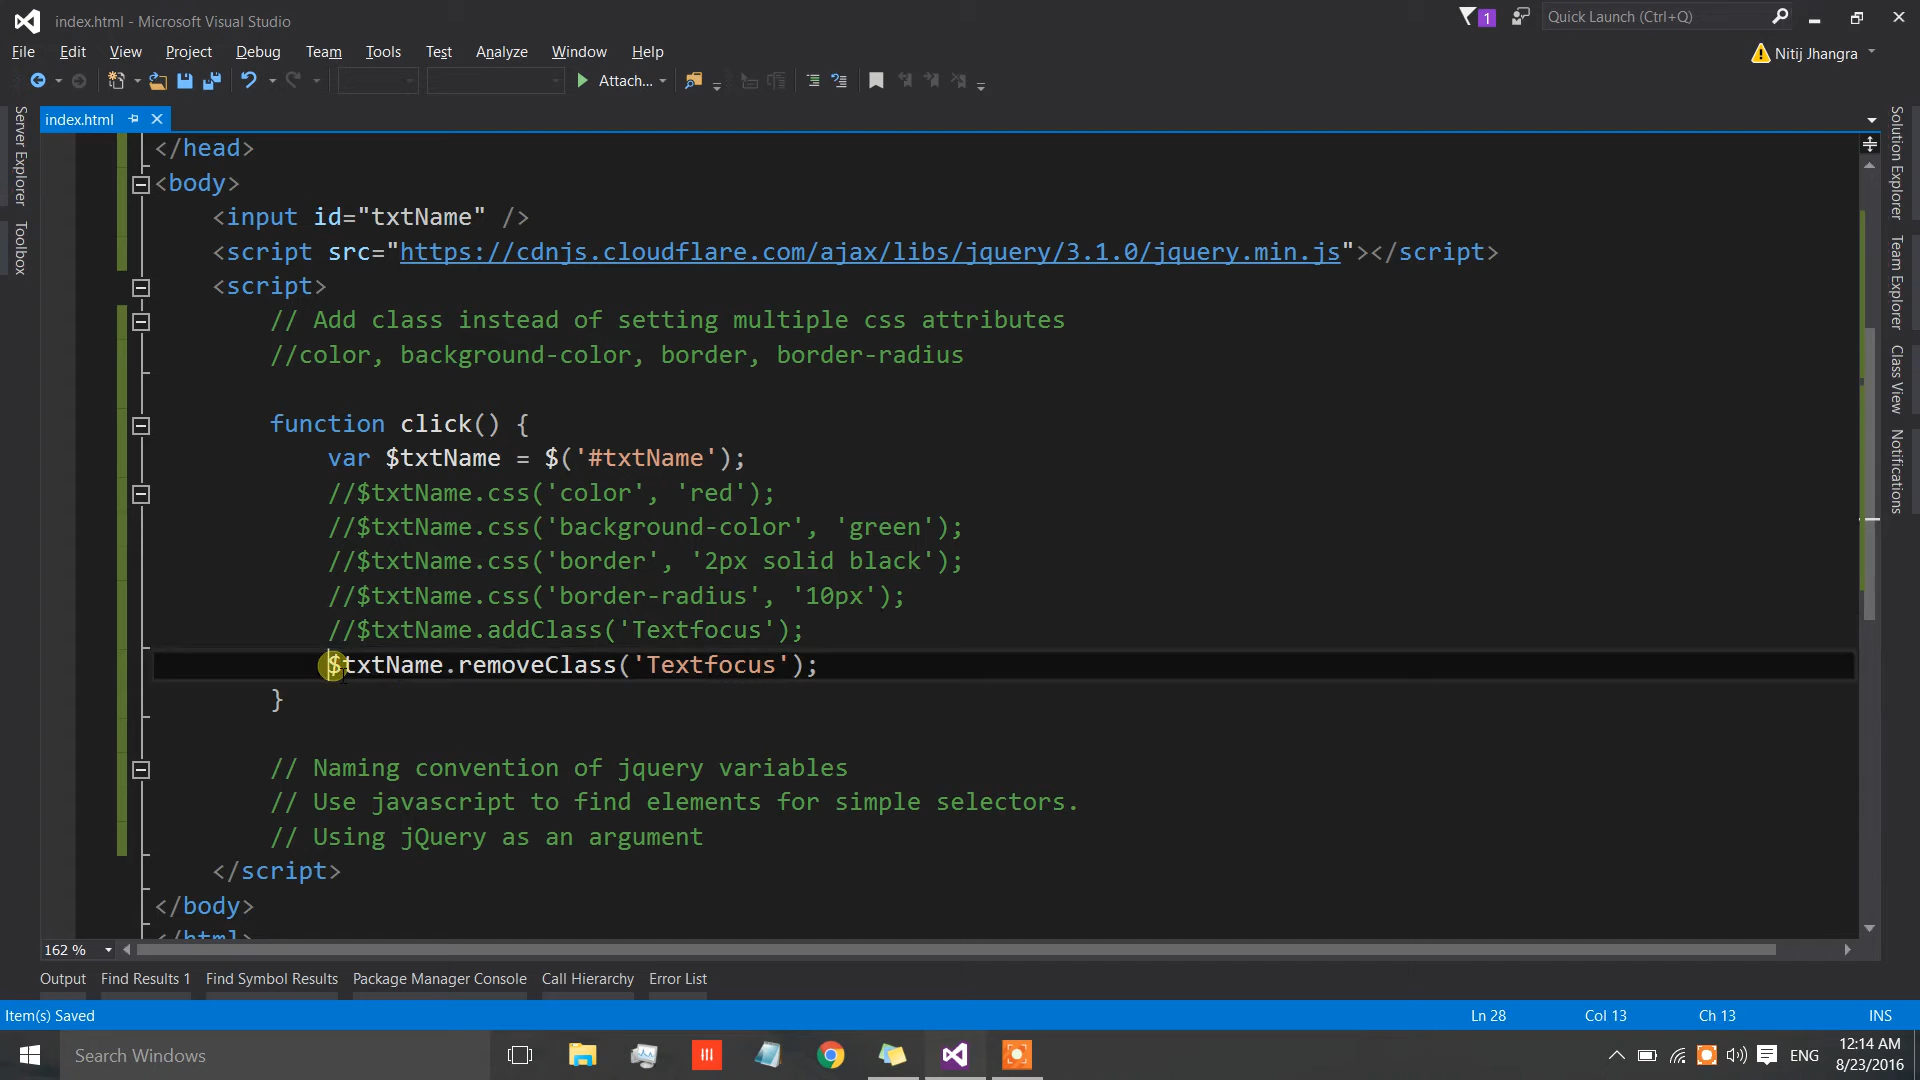 index.html - Microsoft Visual Studio
1
Quick Launch (Ctrl+Q)
File Edit View Project Debug Team Tools Test Analyze Window Help
Nitij Jhangra
Attach...
Server Explorer
Toolbox
index.html
</head>
<body>
<input id="txtName" />
<script src="https://cdnjs.cloudflare.com/ajax/libs/jquery/3.1.0/jquery.min.js"></script>
<script>
// Add class instead of setting multiple css attributes
//color, background-color, border, border-radius
function click() {
var $txtName = $('#txtName');
//$txtName.css('color', 'red');
//$txtName.css('background-color', 'green');
//$txtName.css('border', '2px solid black');
//$txtName.css('border-radius', '10px');
//$txtName.addClass('Textfocus');
$txtName.removeClass('Textfocus');
}
// Naming convention of jquery variables
// Use javascript to find elements for simple selectors.
// Using jQuery as an argument
</script>
</body>
</html>
Solution Explorer
Team Explorer
Class View
Notifications
162 %
Output Find Results 1 Find Symbol Results Package Manager Console Call Hierarchy Error List
Item(s) Saved Ln 28 Col 13 Ch 13 INS
Search Windows
ENG
12:14 AM
8/23/2016